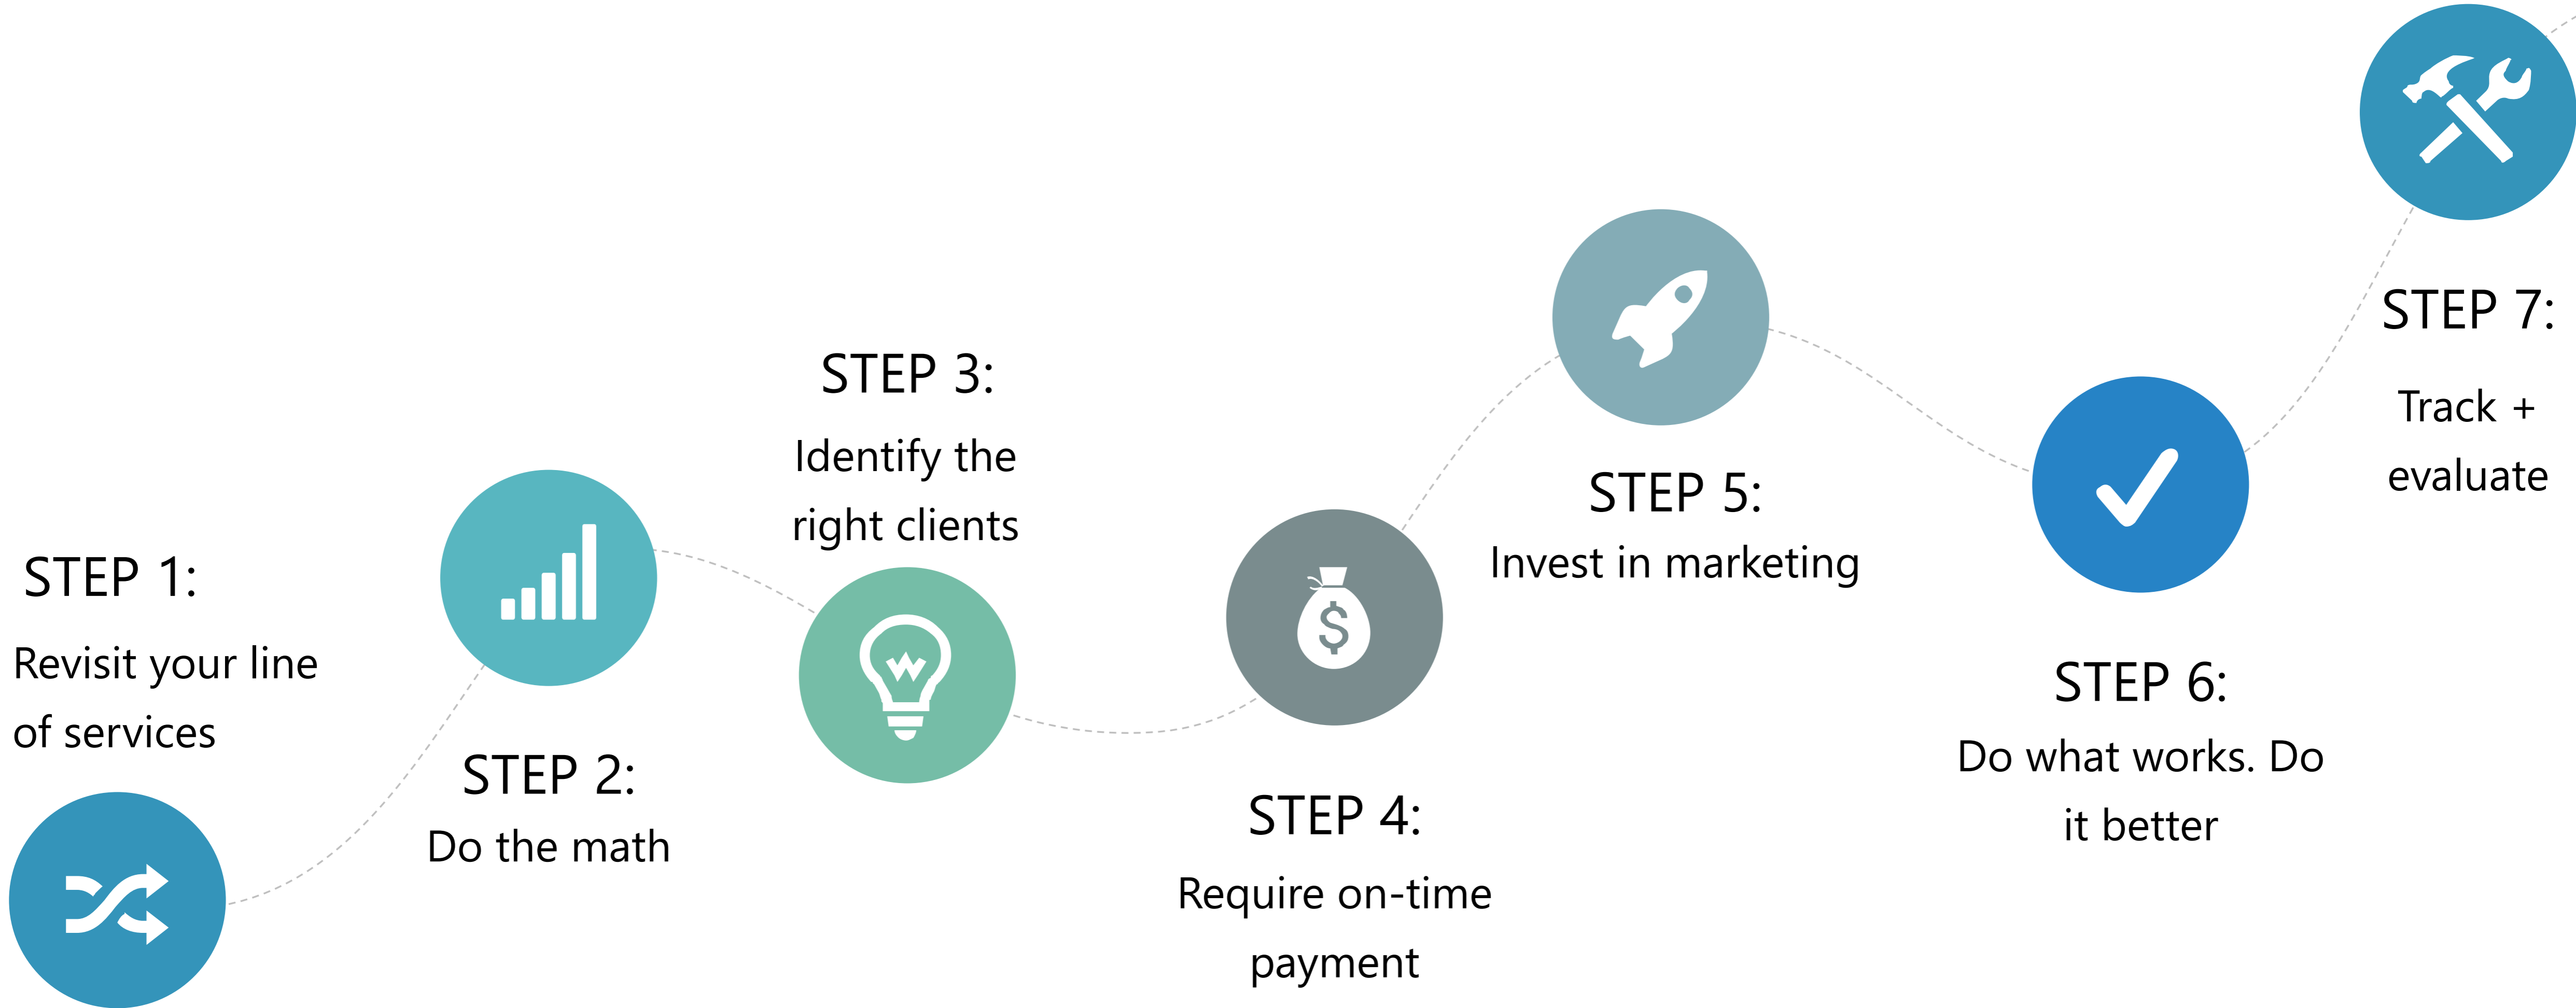 STEP 1:
Revisit your line
of services
STEP 2:
Do the math
STEP 3:
Identify the
right clients
$
STEP 4:
Require on-time
payment
STEP 5:
Invest in marketing
STEP 6:
Do what works. Do
it better
STEP 7:
Track +
evaluate